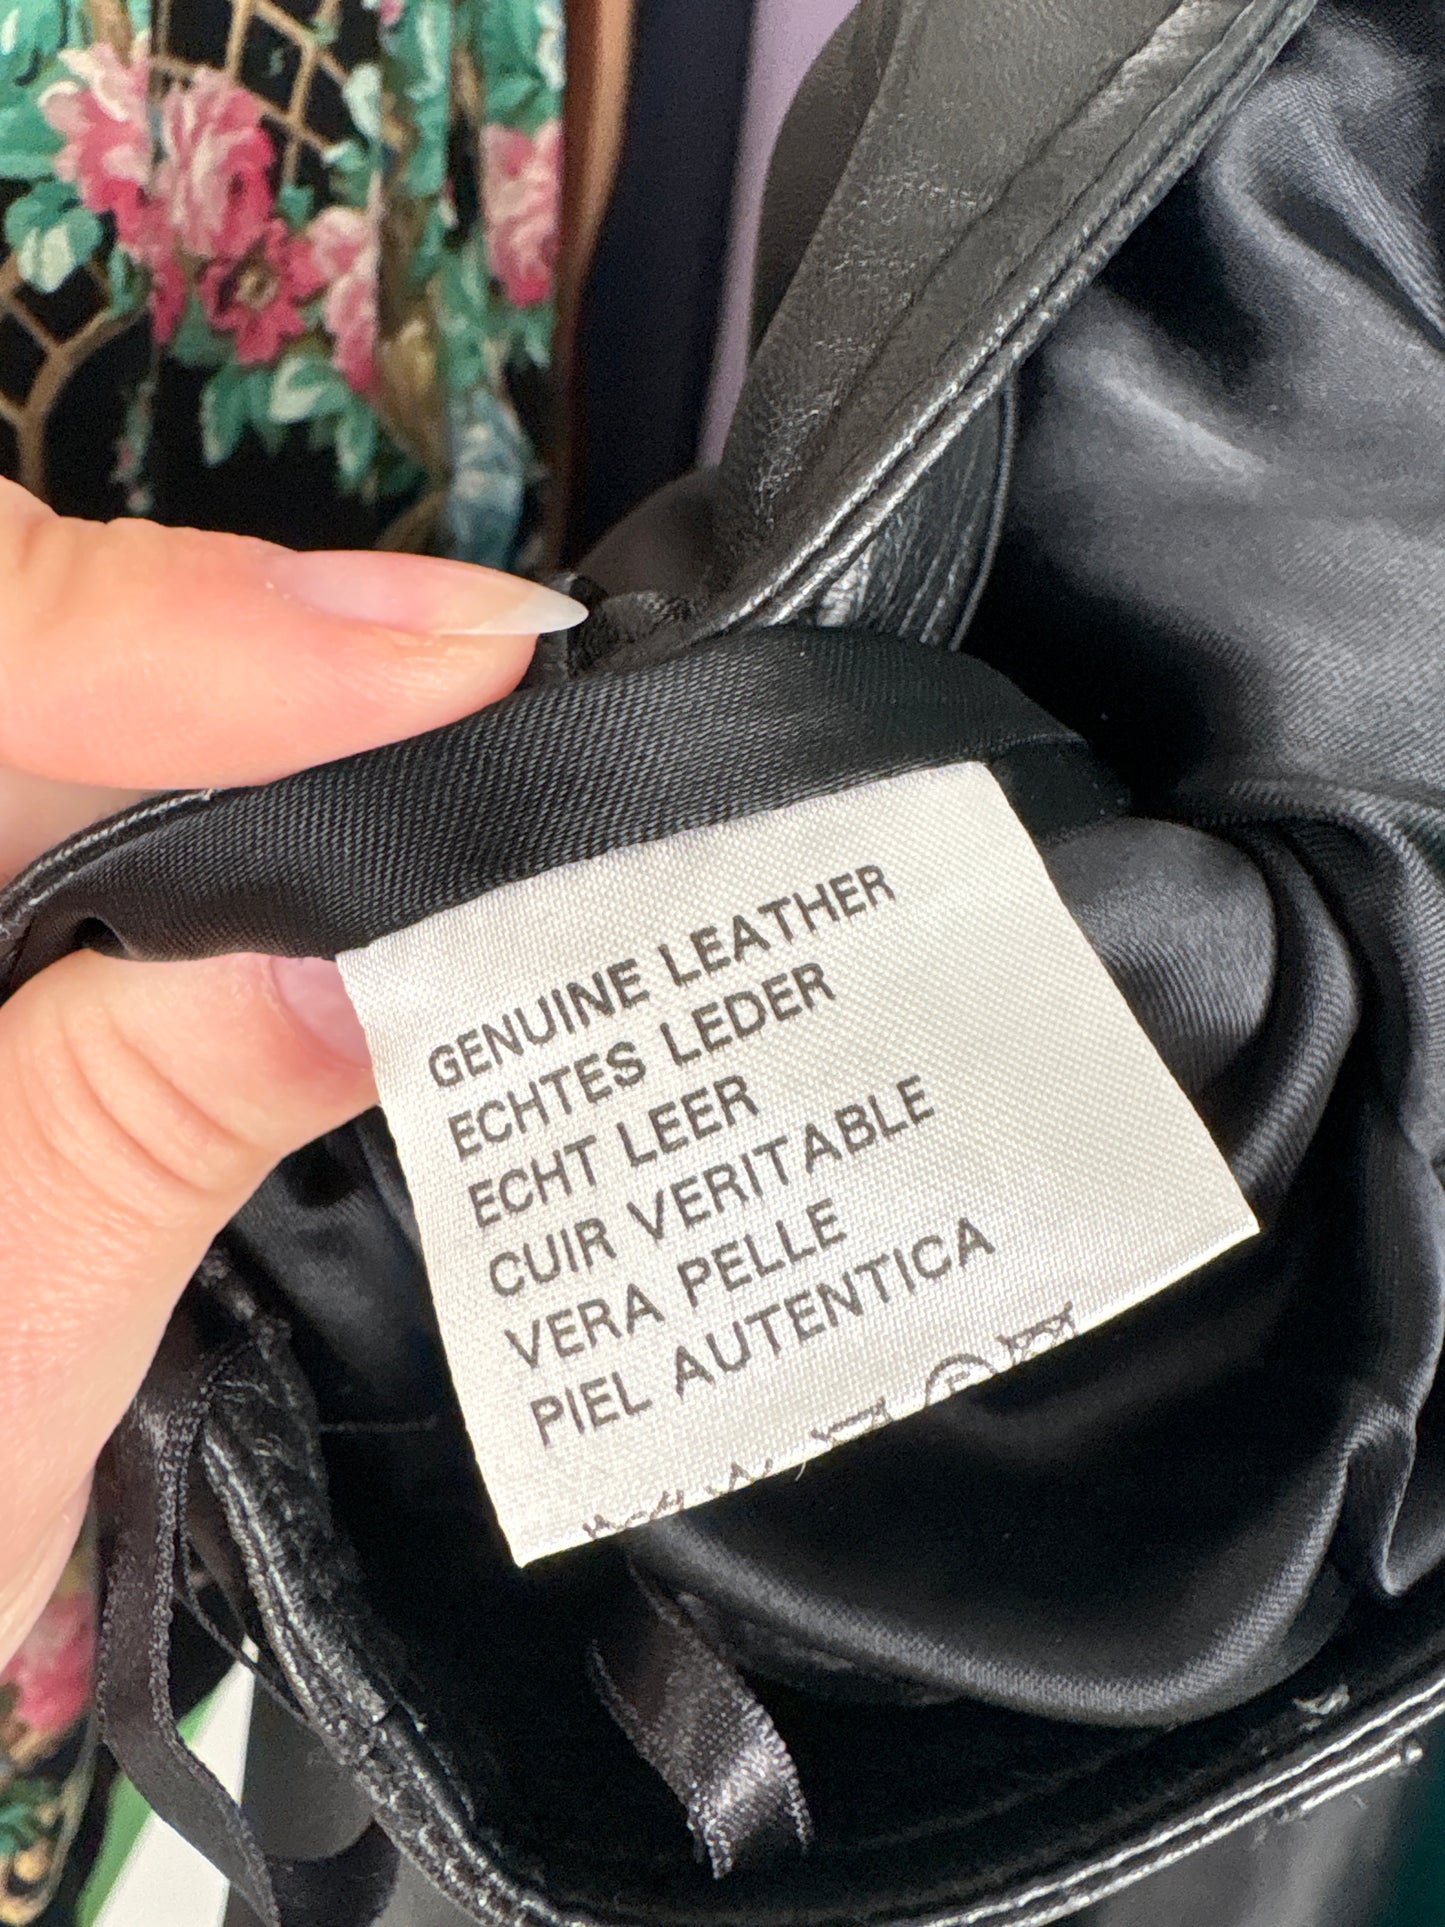 GENUINE LEATHER
ECHTES LEDER
ECHT LEER
CUIR VERITABLE
VERA PELLE
PIEL AUTENTICA